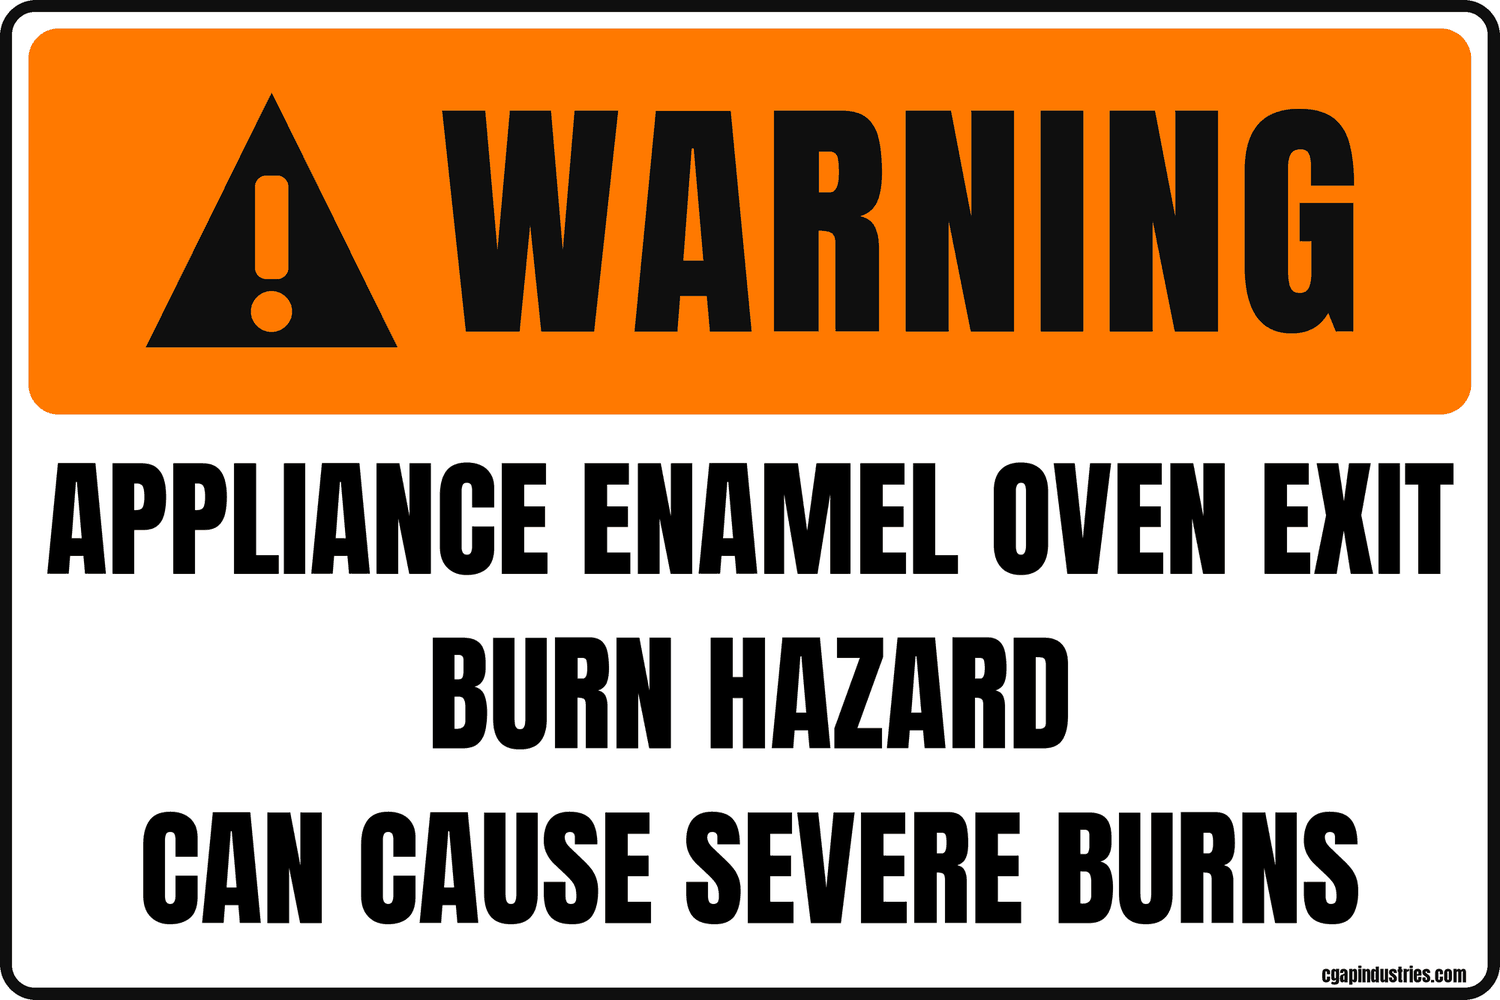 WARNING
APPLIANCE ENAMEL OVEN EXIT
BURN HAZARD
CAN CAUSE SEVERE BURNS
cgapindustries.com